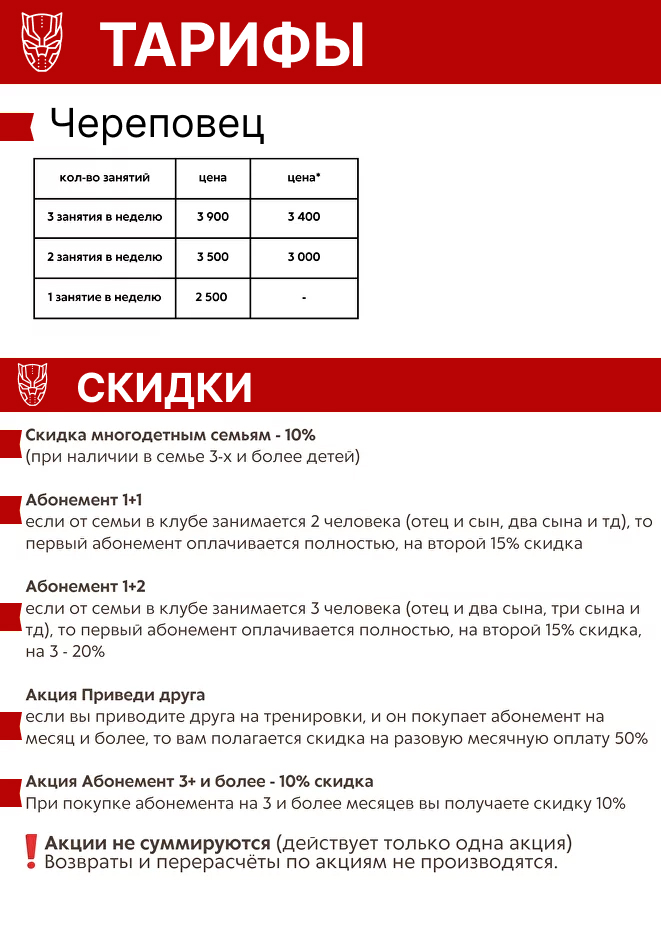 ТАРИФЫ
Череповец
кол-во занятий цена цена*
3 занятия в неделю 3 900 3 400
2 занятия в неделю 3 500 3 000
1 занятие в неделю 2 500 -
СКИДКИ
Скидка многодетным семьям - 10%
(при наличии в семье 3-х и более детей)
Абонемент 1+1
если от семьи в клубе занимается 2 человека (отец и сын, два сына и тд), то
первый абонемент оплачивается полностью, на второй 15% скидка
Абонемент 1+2
если от семьи в клубе занимается 3 человека (отец и два сына, три сына и
тд), то первый абонемент оплачивается полностью, на второй 15% скидка,
на 3 - 20%
Акция Приведи друга
если вы приводите друга на тренировки, и он покупает абонемент на
месяц и более, то вам полагается скидка на разовую месячную оплату 50%
Акция Абонемент 3+ и более - 10% скидка
При покупке абонемента на 3 и более месяцев вы получаете скидку 10%
❗ Акции не суммируются (действует только одна акция)
Возвраты и перерасчёты по акциям не производятся.